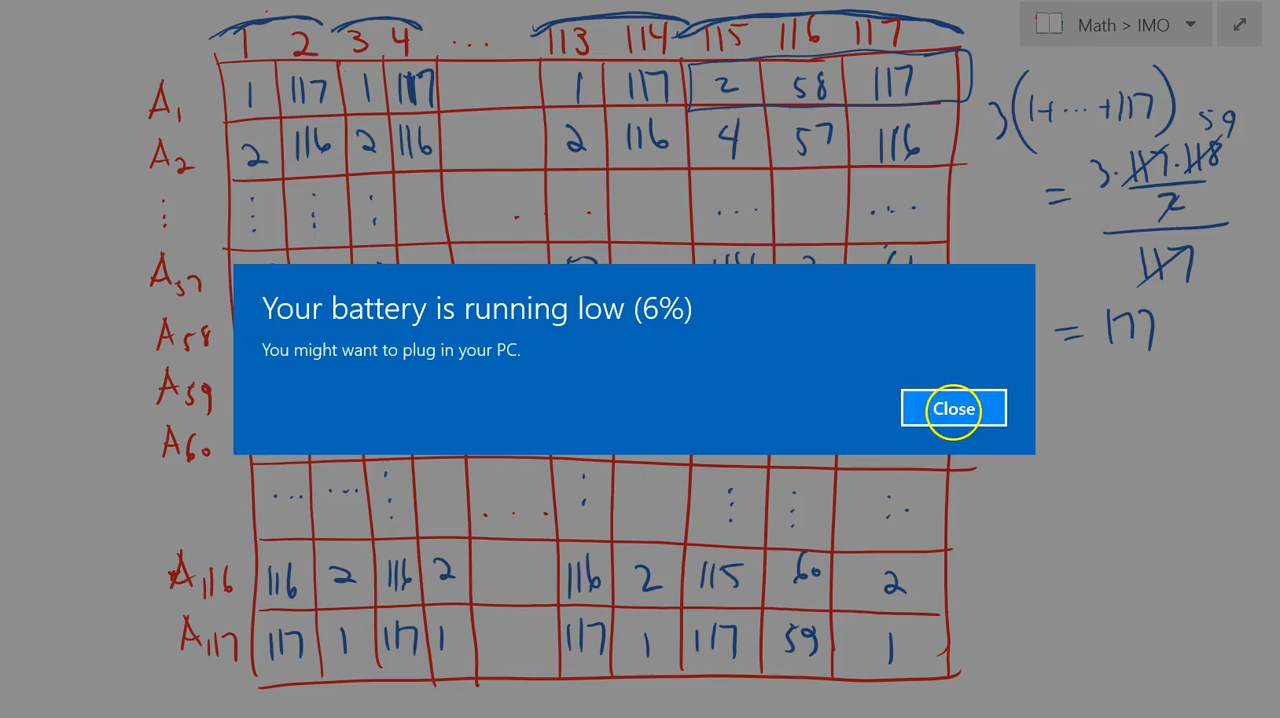 Math > IMO
1 2 3 4 ... 113 114 115 116 117
A1 1 117 1 117 1 117 2 58 117
A2 2 116 2 116 2 116 4 57 116
A57
A58
A59
A60
A116 116 2 116 2 116 2 115 60 2
A117 117 1 117 1 117 1 117 59 1
3(1+...+117)
59
= 3·117·118
2
117
= 177
Your battery is running low (6%)
You might want to plug in your PC.
Close